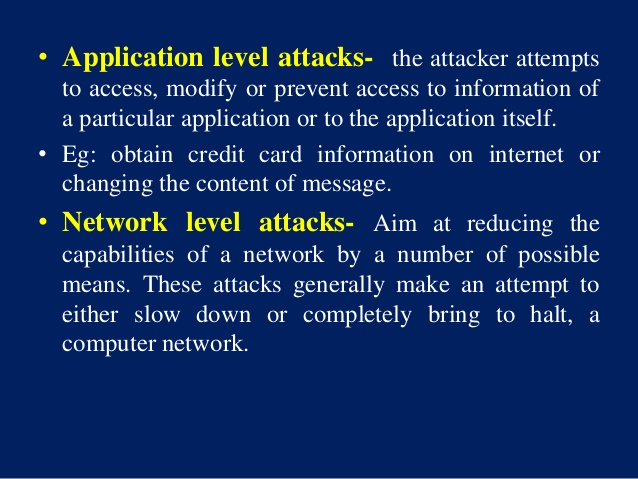 • Application level attacks- the attacker attempts
to access, modify or prevent access to information of
a particular application or to the application itself.
• Eg: obtain credit card information on internet or
changing the content of message.
• Network level attacks- Aim at reducing the
capabilities of a network by a number of possible
means. These attacks generally make an attempt to
either slow down or completely bring to halt, a
computer network.